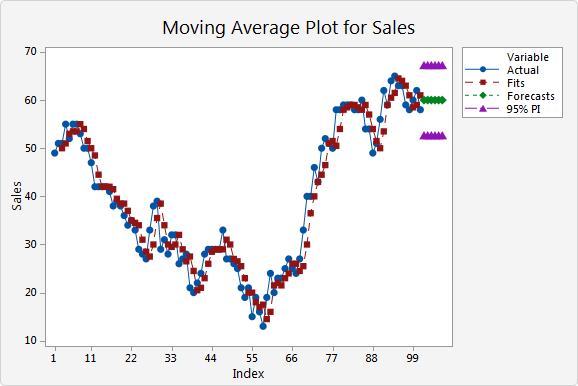 Moving Average Plot for Sales
70
60
50
40
30
20
10
Sales
1 11 22 33 44 55 66 77 88 99
Index
Variable
Actual
Fits
Forecasts
95% PI